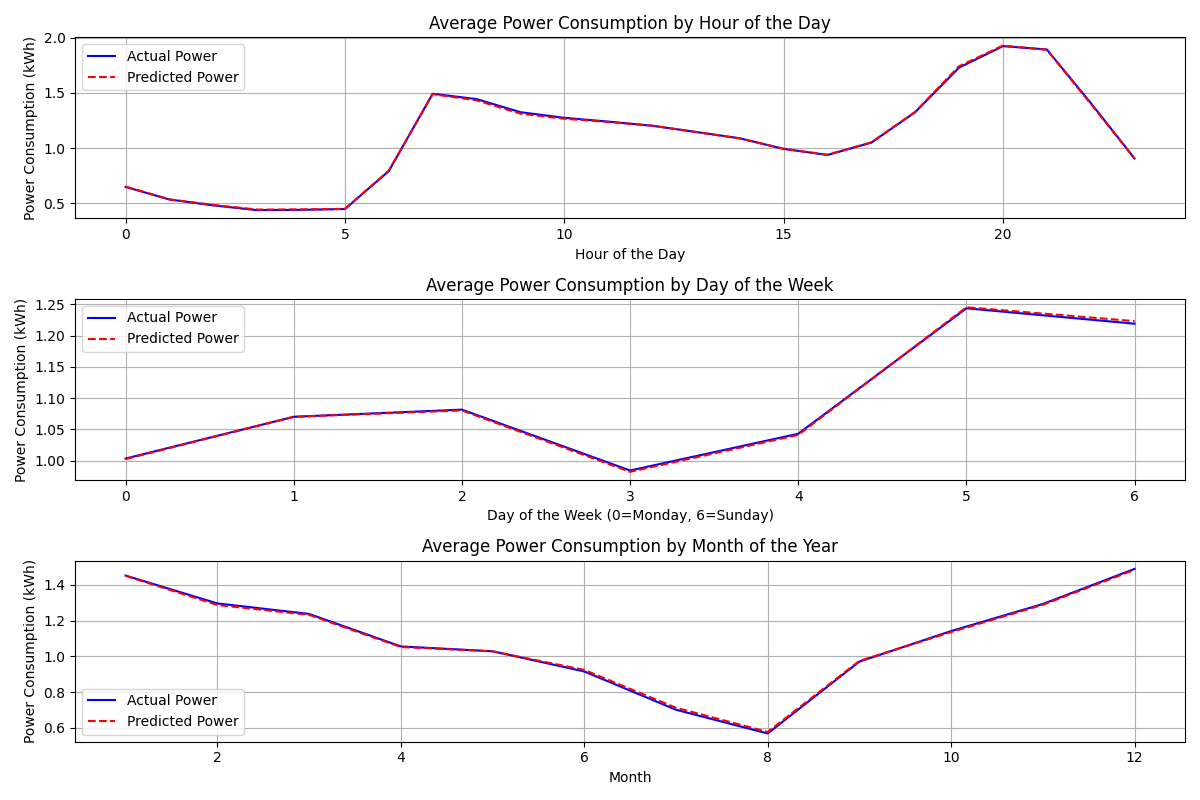 Average Power Consumption by Hour of the Day
Power Consumption (kWh)
2.0
1.5
1.0
0.5
Actual Power
Predicted Power
0 5 10 15 20
Hour of the Day
Average Power Consumption by Day of the Week
Power Consumption (kWh)
1.25
1.20
1.15
1.10
1.05
1.00
Actual Power
Predicted Power
0 1 2 3 4 5 6
Day of the Week (0=Monday, 6=Sunday)
Average Power Consumption by Month of the Year
Power Consumption (kWh)
1.4
1.2
1.0
0.8
0.6
Actual Power
Predicted Power
2 4 6 8 10 12
Month